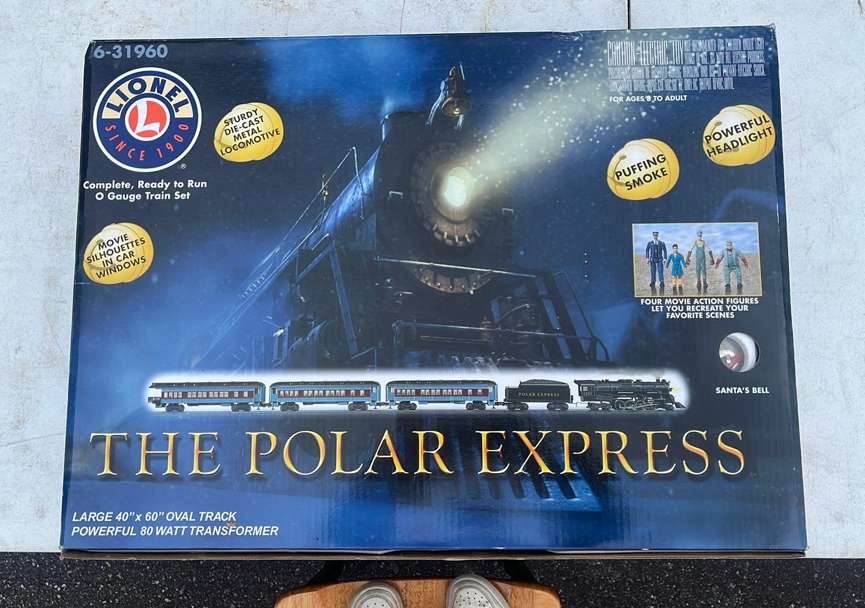 6-31960
LIONEL
L
SINCE 1900
®
Complete, Ready to Run
O Gauge Train Set
STURDY
DIE-CAST
METAL
LOCOMOTIVE
MOVIE
SILHOUETTES
IN CAR
WINDOWS
CAUTION-ELECTRIC TOY
FOR AGES 8 TO ADULT
PUFFING
SMOKE
POWERFUL
HEADLIGHT
FOUR MOVIE ACTION FIGURES
LET YOU RECREATE YOUR
FAVORITE SCENES
SANTA'S BELL
POLAR EXPRESS
THE POLAR EXPRESS
LARGE 40" x 60" OVAL TRACK
POWERFUL 80 WATT TRANSFORMER